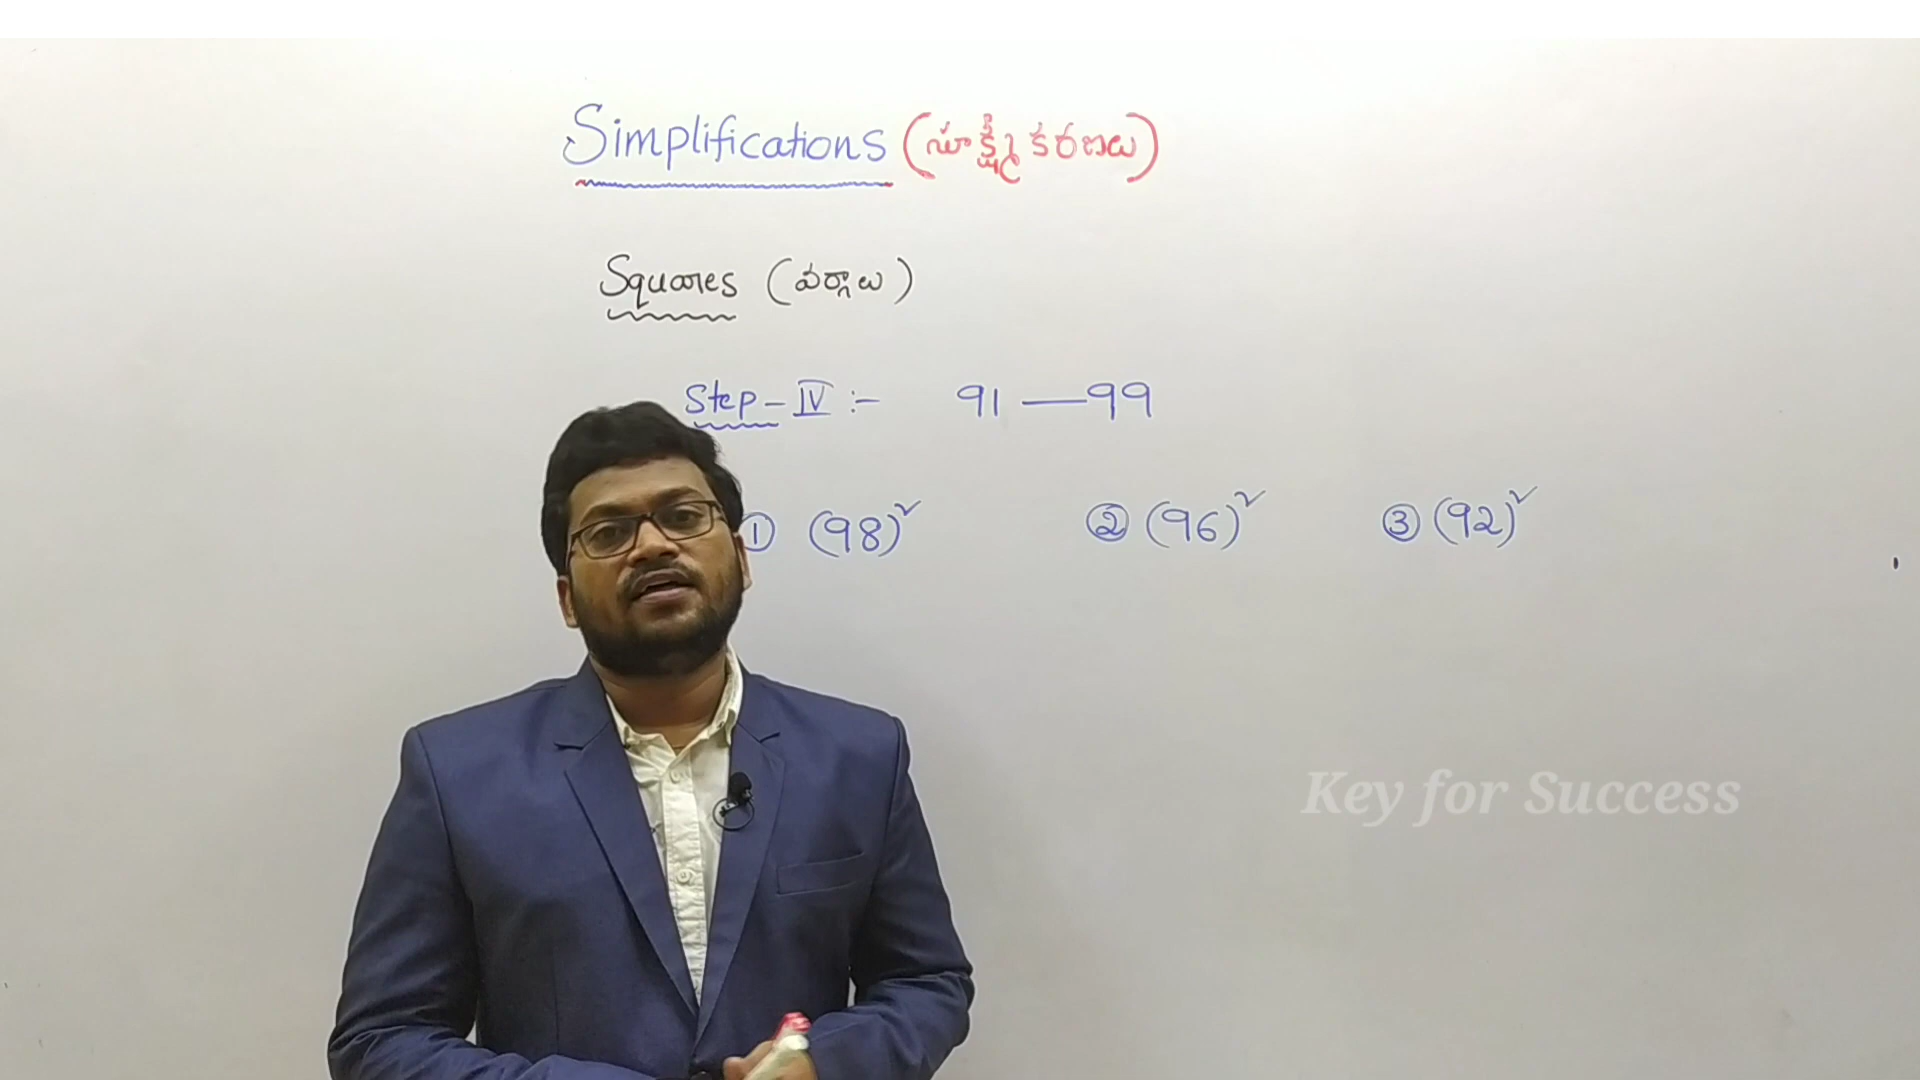 Simplifications (సూక్ష్మీకరణలు)
Squares (వర్గాలు)
Step-IV :- 91 — 99
① (98)² ② (96)² ③ (92)²
Key for Success